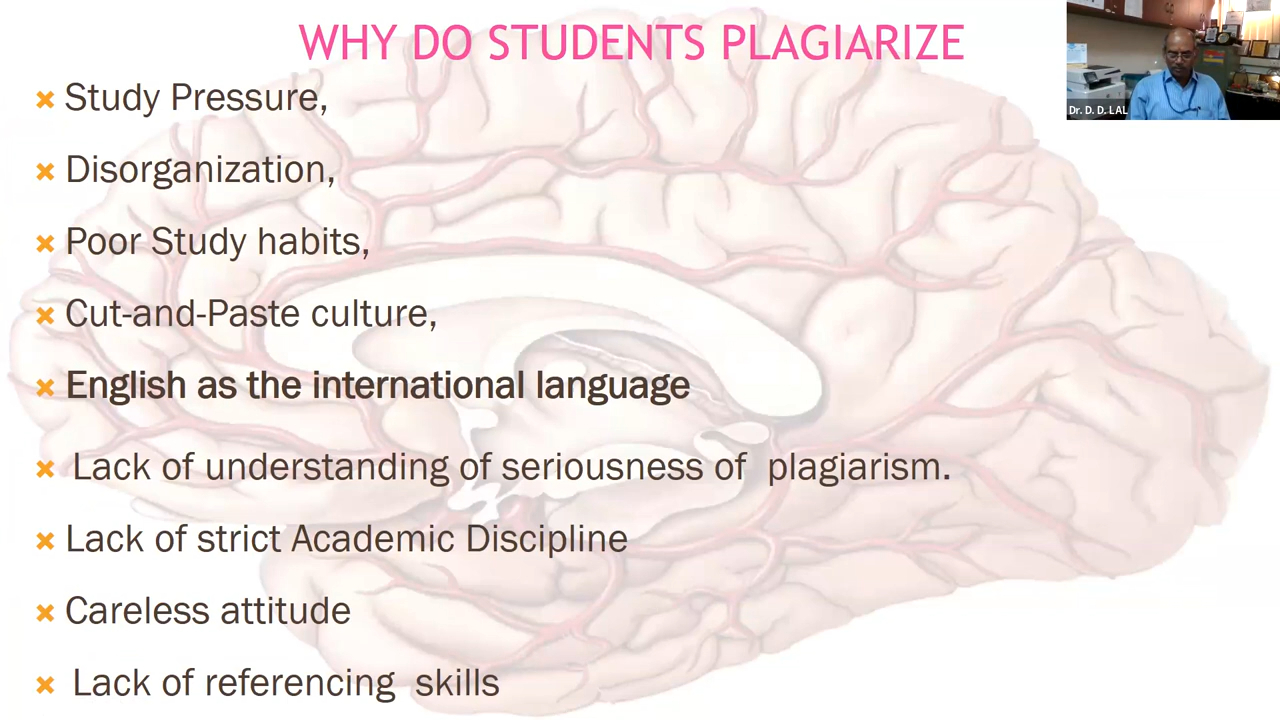 WHY DO STUDENTS PLAGIARIZE
Dr. D. D. LAL
Study Pressure,
Disorganization,
Poor Study habits,
Cut-and-Paste culture,
English as the international language
Lack of understanding of seriousness of plagiarism.
Lack of strict Academic Discipline
Careless attitude
Lack of referencing skills